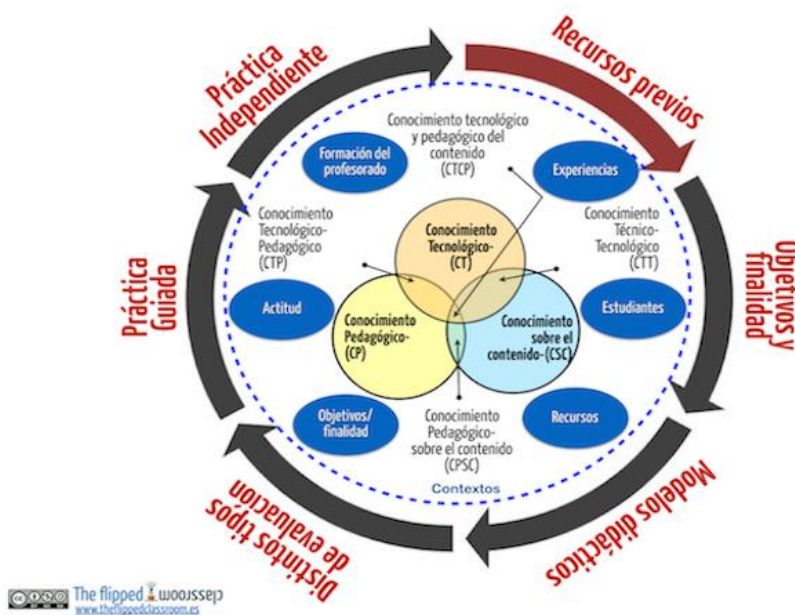 Práctica
Independiente
Recursos previos
Objetivos y
finalidad
Modelos didácticos
Distintos tipos
de evaluación
Práctica
Guiada
Conocimiento tecnológico
y pedagógico del
contenido
(CTCP)
Formación del
profesorado
Experiencias
Conocimiento
Tecnológico-
Pedagógico
(CTP)
Conocimiento
Tecnológico-
(CT)
Conocimiento
Técnico-
Tecnológico
(CTT)
Actitud
Estudiantes
Conocimiento
Pedagógico-
(CP)
Conocimiento
sobre el
contenido-(CSC)
Objetivos/
finalidad
Conocimiento
Pedagógico-
sobre el contenido
(CPSC)
Recursos
Contextos
The flipped classroom
www.theflippedclassroom.es